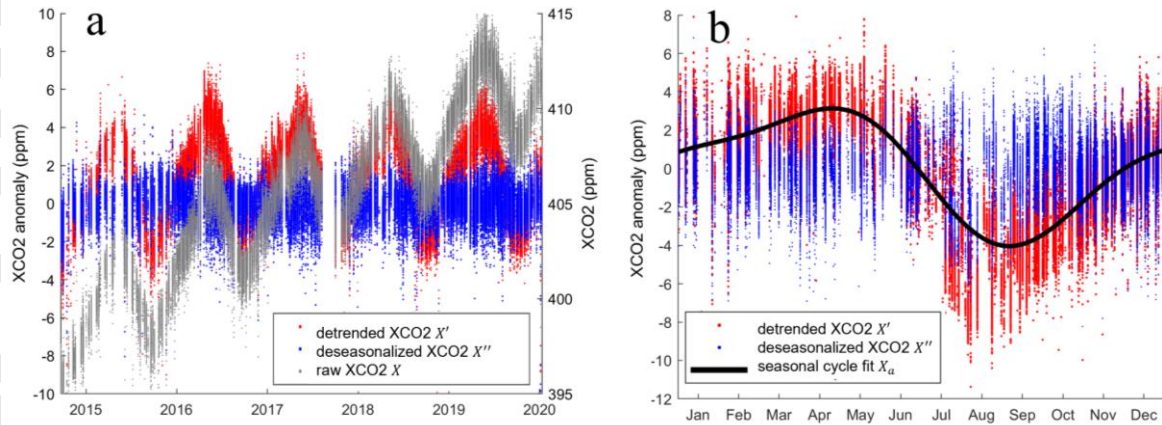 a
10
8
6
4
2
0
-2
-4
-6
-8
-10
XCO2 anomaly (ppm)
415
410
405
400
395
XCO2 (ppm)
detrended XCO2 X′
deseasonalized XCO2 X″
raw XCO2 X
2015 2016 2017 2018 2019 2020
b
8
6
4
2
0
-2
-4
-6
-8
-10
-12
XCO2 anomaly (ppm)
detrended XCO2 X′
deseasonalized XCO2 X″
seasonal cycle fit Xₐ
Jan Feb Mar Apr May Jun Jul Aug Sep Oct Nov Dec